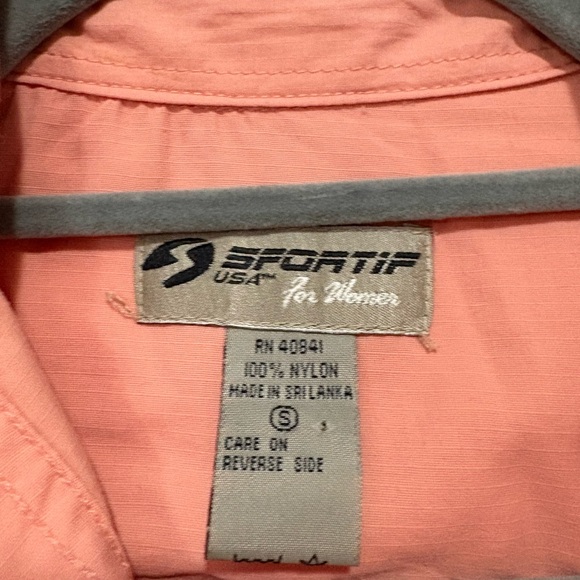 SPORTIF
USA™
for Women
RN 40841
100% NYLON
MADE IN SRI LANKA
S
CARE ON
REVERSE SIDE